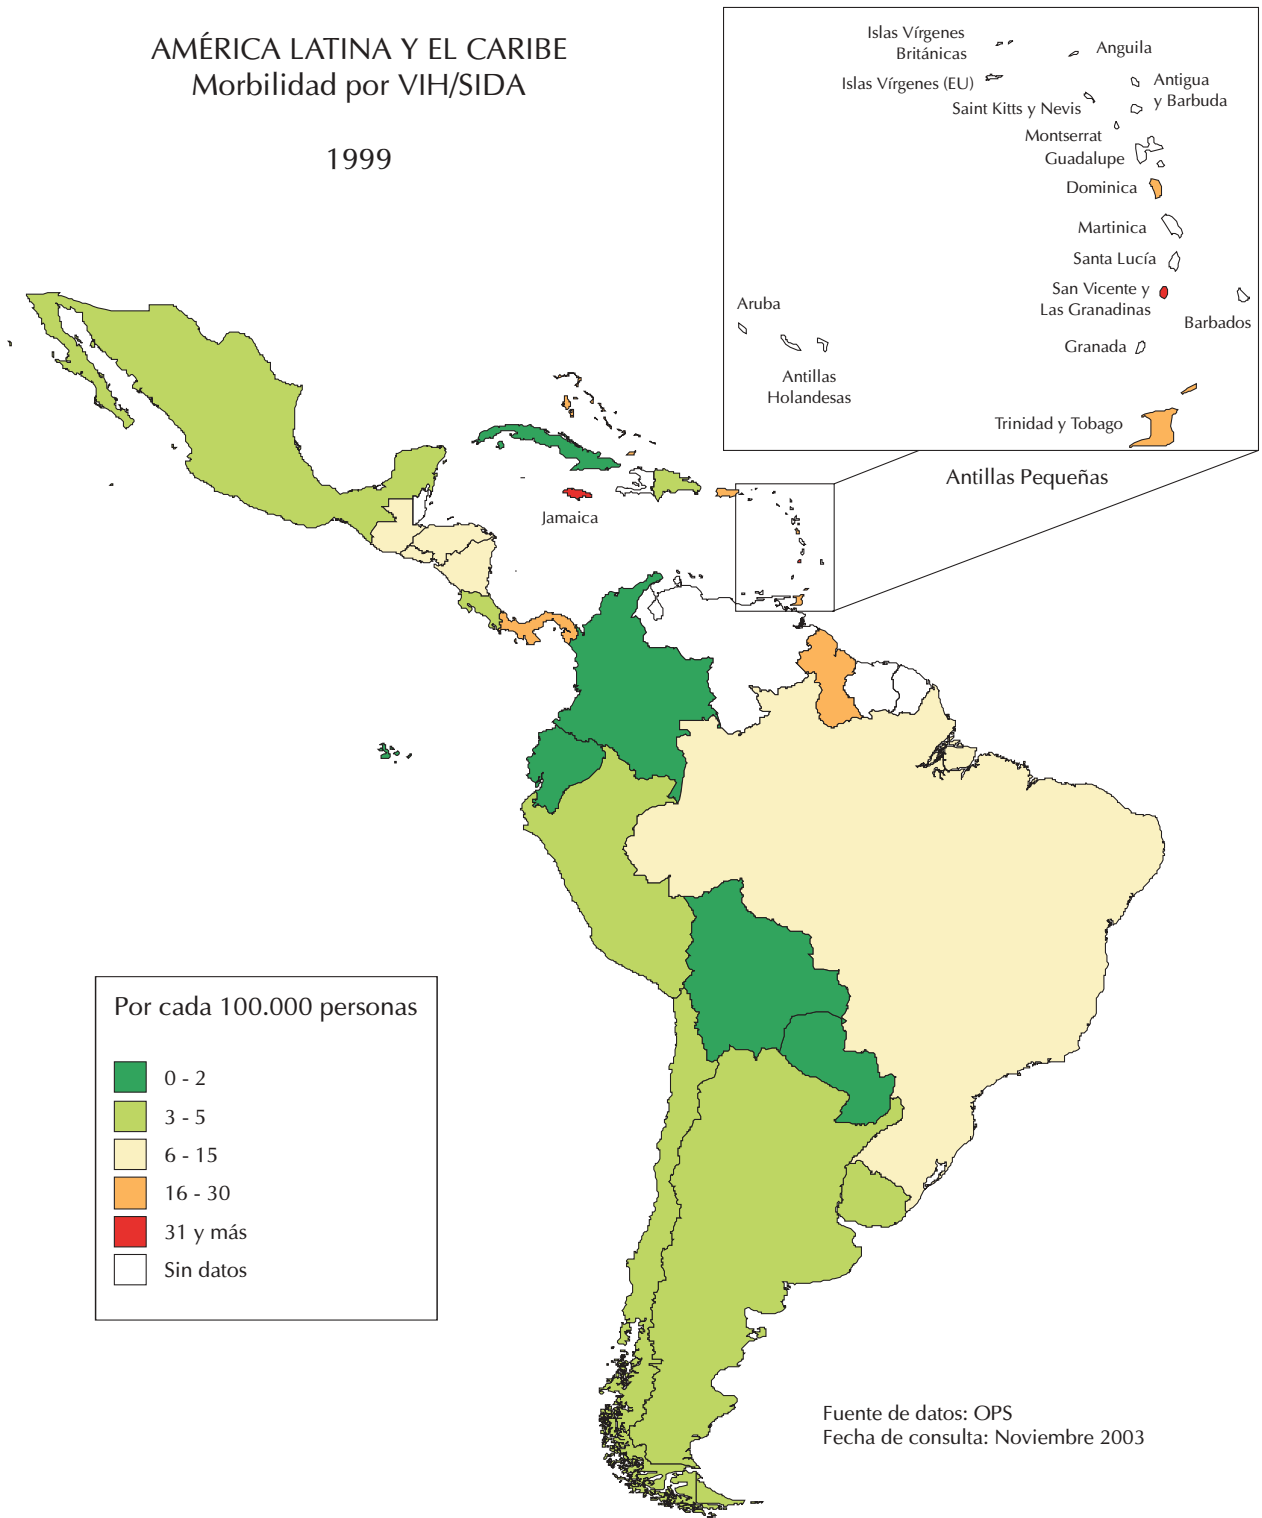 AMÉRICA LATINA Y EL CARIBE
Morbilidad por VIH/SIDA
1999
Islas Vírgenes
Británicas
Anguila
Islas Vírgenes (EU)
Antigua
y Barbuda
Saint Kitts y Nevis
Montserrat
Guadalupe
Dominica
Martinica
Santa Lucía
San Vicente y
Las Granadinas
Barbados
Aruba
Granada
Antillas
Holandesas
Trinidad y Tobago
Antillas Pequeñas
Jamaica
Por cada 100.000 personas
0 - 2
3 - 5
6 - 15
16 - 30
31 y más
Sin datos
Fuente de datos: OPS
Fecha de consulta: Noviembre 2003